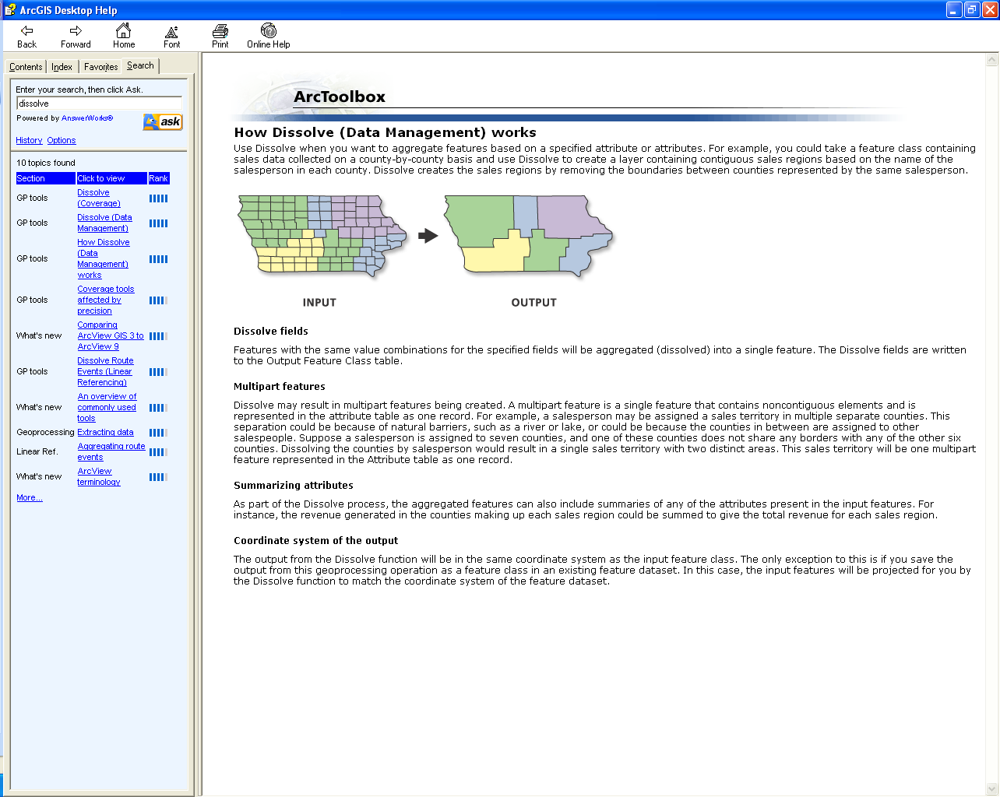 ArcGIS Desktop Help
Back Forward Home Font Print Online Help
Contents Index Favorites Search
Enter your search, then click Ask.
dissolve
Powered by AnswerWorks®
ask
History Options
10 topics found
Section Click to view Rank
GP tools Dissolve
(Coverage)
GP tools Dissolve (Data
Management)
GP tools How Dissolve
(Data
Management)
works
GP tools Coverage tools
affected by
precision
What's new Comparing
ArcView GIS 3 to
ArcView 9
GP tools Dissolve Route
Events (Linear
Referencing)
What's new An overview of
commonly used
tools
Geoprocessing Extracting data
Linear Ref. Aggregating route
events
What's new ArcView
terminology
More...
ArcToolbox
How Dissolve (Data Management) works
Use Dissolve when you want to aggregate features based on a specified attribute or attributes. For example, you could take a feature class containing
sales data collected on a county-by-county basis and use Dissolve to create a layer containing contiguous sales regions based on the name of the
salesperson in each county. Dissolve creates the sales regions by removing the boundaries between counties represented by the same salesperson.
INPUT OUTPUT
Dissolve fields
Features with the same value combinations for the specified fields will be aggregated (dissolved) into a single feature. The Dissolve fields are written
to the Output Feature Class table.
Multipart features
Dissolve may result in multipart features being created. A multipart feature is a single feature that contains noncontiguous elements and is
represented in the attribute table as one record. For example, a salesperson may be assigned a sales territory in multiple separate counties. This
separation could be because of natural barriers, such as a river or lake, or could be because the counties in between are assigned to other
salespeople. Suppose a salesperson is assigned to seven counties, and one of these counties does not share any borders with any of the other six
counties. Dissolving the counties by salesperson would result in a single sales territory with two distinct areas. This sales territory will be one multipart
feature represented in the Attribute table as one record.
Summarizing attributes
As part of the Dissolve process, the aggregated features can also include summaries of any of the attributes present in the input features. For
instance, the revenue generated in the counties making up each sales region could be summed to give the total revenue for each sales region.
Coordinate system of the output
The output from the Dissolve function will be in the same coordinate system as the input feature class. The only exception to this is if you save the
output from this geoprocessing operation as a feature class in an existing feature dataset. In this case, the input features will be projected for you by
the Dissolve function to match the coordinate system of the feature dataset.